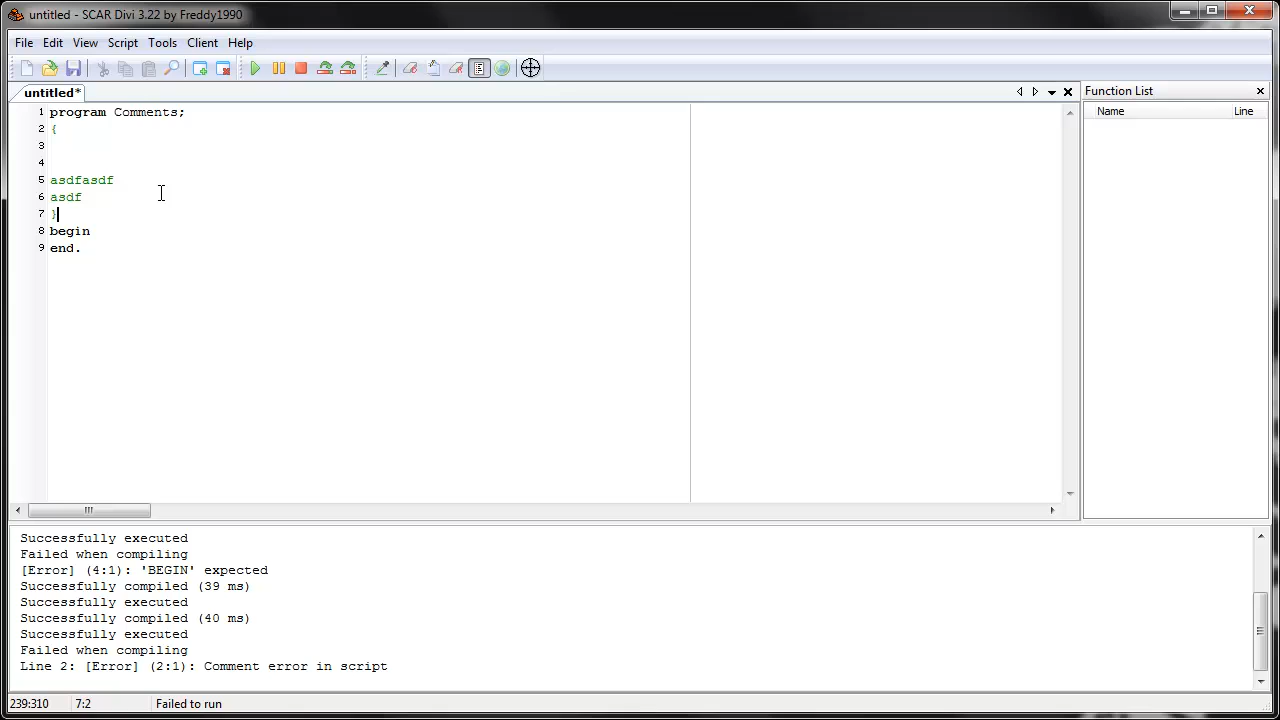 untitled - SCAR Divi 3.22 by Freddy1990
File Edit View Script Tools Client Help
untitled*
Function List
Name Line
1 program Comments;
2 {
3
4
5 asdfasdf
6 asdf
7 }
8 begin
9 end.
Successfully executed
Failed when compiling
[Error] (4:1): 'BEGIN' expected
Successfully compiled (39 ms)
Successfully executed
Successfully compiled (40 ms)
Successfully executed
Failed when compiling
Line 2: [Error] (2:1): Comment error in script
239:310 7:2 Failed to run